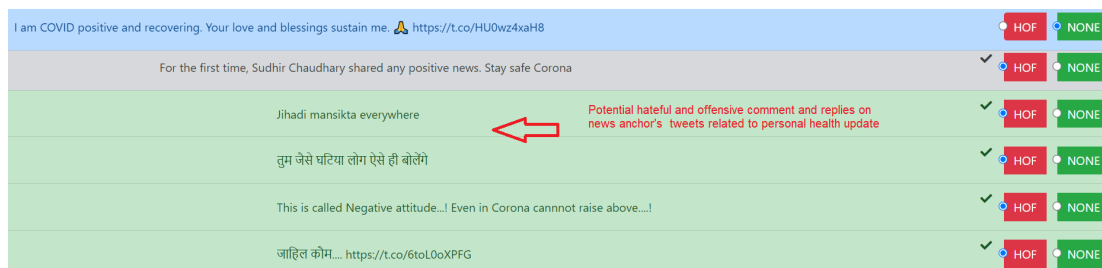 I am COVID positive and recovering. Your love and blessings sustain me. 🙏 https://t.co/HU0wz4xaH8 HOF NONE
For the first time, Sudhir Chaudhary shared any positive news. Stay safe Corona HOF NONE
Potential hateful and offensive comment and replies on
Jihadi mansikta everywhere HOF NONE
news anchor's tweets related to personal health update
तुम जैसे घटिया लोग ऐसे ही बोलेंगे HOF NONE
This is called Negative attitude...! Even in Corona cannnot raise above....! HOF NONE
जाहिल कौम.... https://t.co/6toL0oXPFG HOF NONE